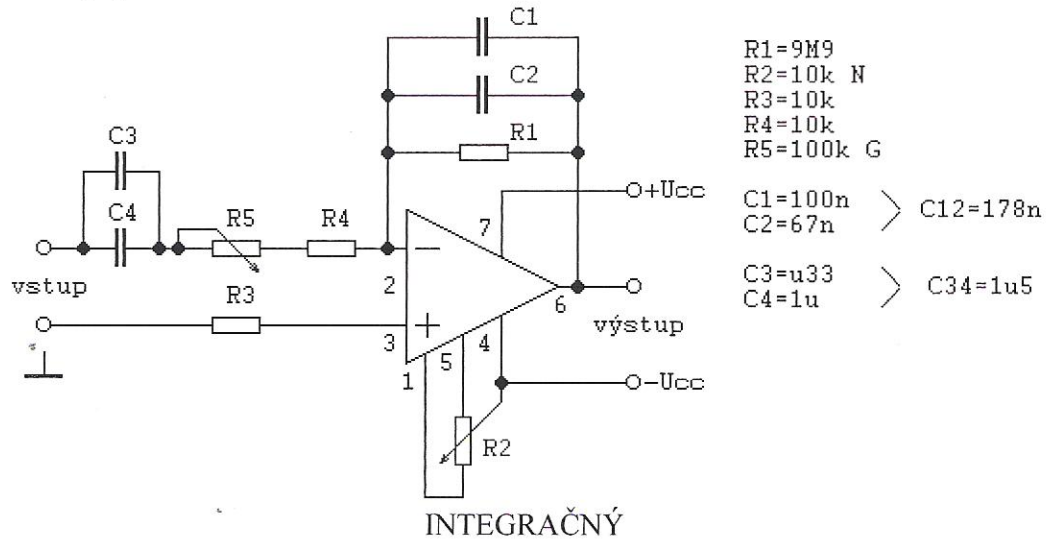 C1
C2
R1
C3
C4
R5
R4
R3
vstup
2
3
7
6
1
5
4
+Ucc
výstup
-Ucc
R2
R1=9M9
R2=10k N
R3=10k
R4=10k
R5=100k G
C1=100n
C2=67n
C12=178n
C3=u33
C4=1u
C34=1u5
INTEGRAČNÝ